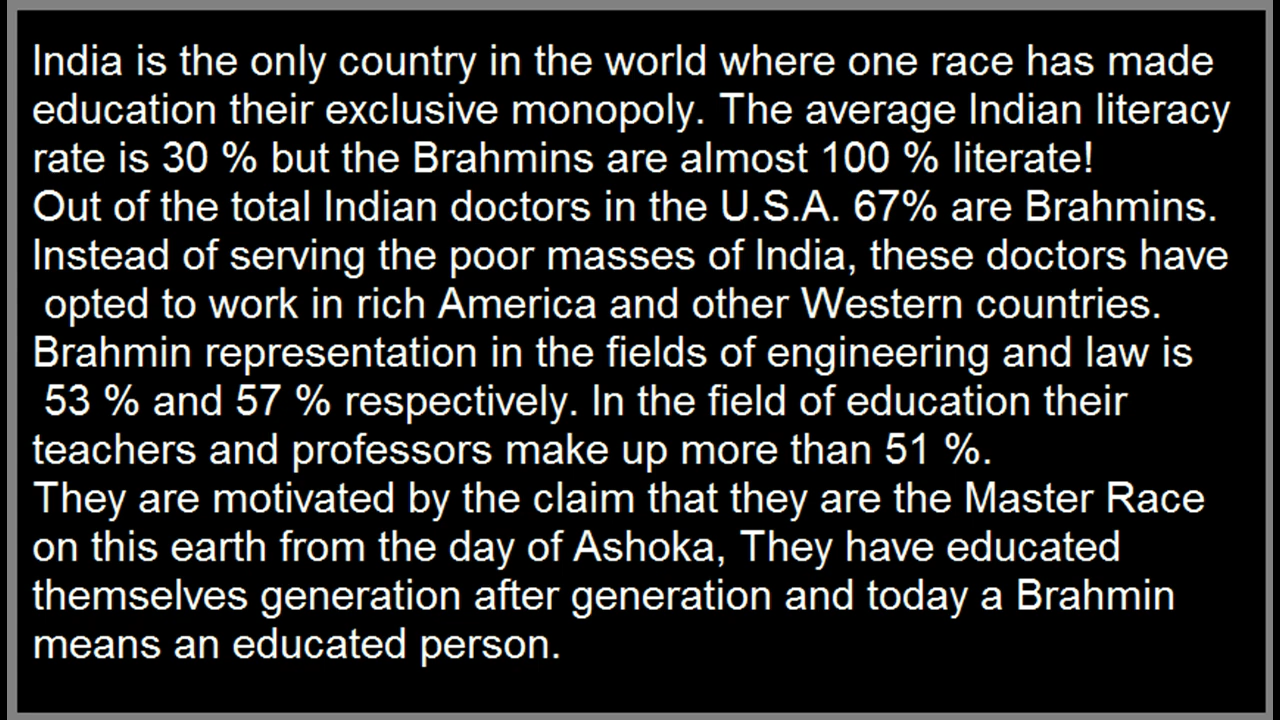 India is the only country in the world where one race has made
education their exclusive monopoly. The average Indian literacy
rate is 30 % but the Brahmins are almost 100 % literate!
Out of the total Indian doctors in the U.S.A. 67% are Brahmins.
Instead of serving the poor masses of India, these doctors have
opted to work in rich America and other Western countries.
Brahmin representation in the fields of engineering and law is
53 % and 57 % respectively. In the field of education their
teachers and professors make up more than 51 %.
They are motivated by the claim that they are the Master Race
on this earth from the day of Ashoka, They have educated
themselves generation after generation and today a Brahmin
means an educated person.